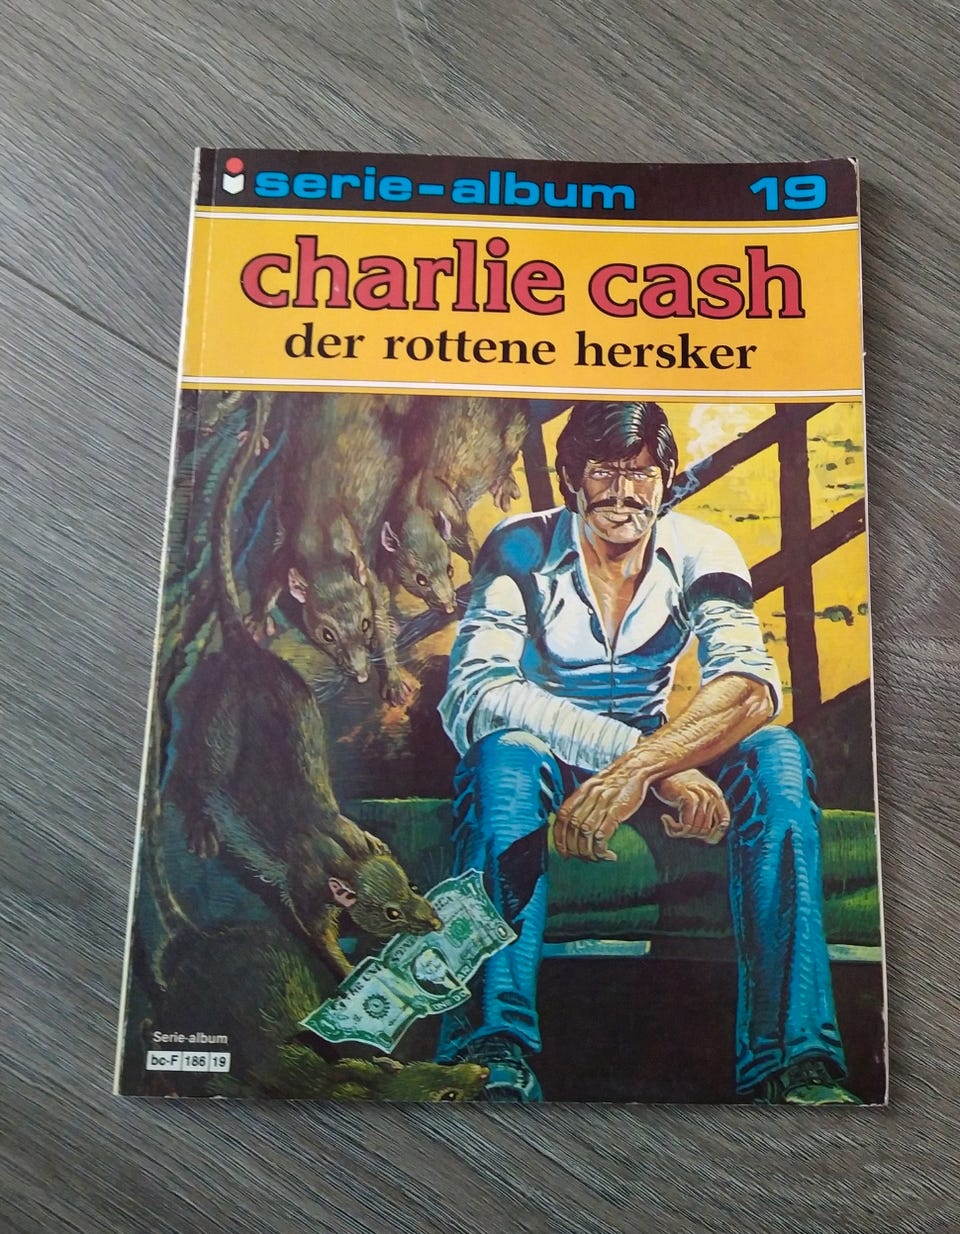 serie-album 19
charlie cash
der rottene hersker
Serie-album
bc-F 186 19